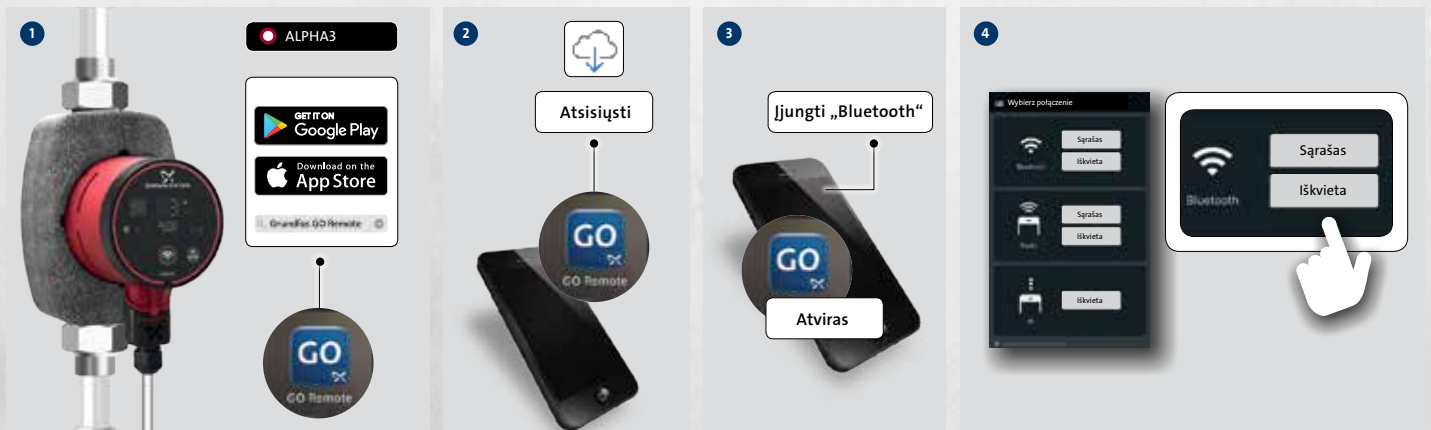 1
ALPHA3
GET IT ON
Google Play
Download on the
App Store
Grundfos GO Remote
GO
GO Remote
2
Atsisiųsti
GO
GO Remote
3
Įjungti „Bluetooth“
GO
Atviras
4
Wybierz połączenie
Bluetooth
Sąrašas
Iškvieta
Radio
Sąrašas
Iškvieta
Iškvieta
Bluetooth
Sąrašas
Iškvieta